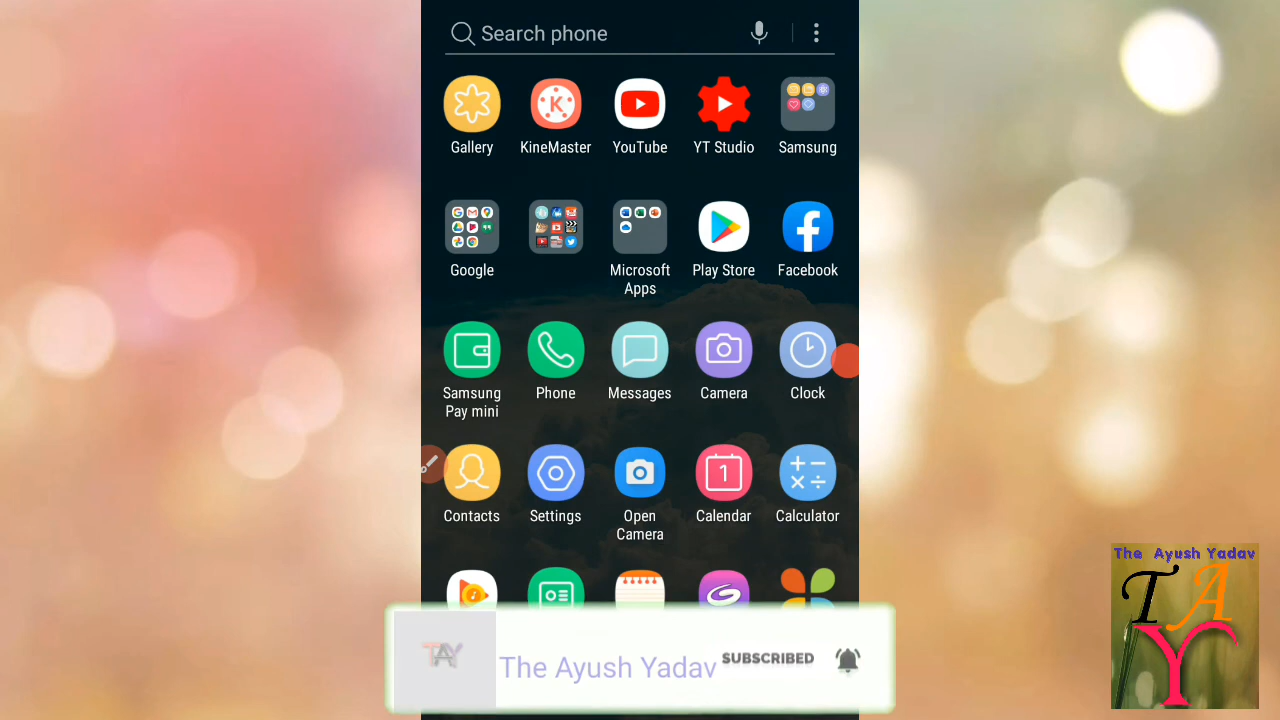 Search phone
Gallery
KineMaster
YouTube
YT Studio
Samsung
Google
Microsoft
Apps
Play Store
Facebook
Samsung
Pay mini
Phone
Messages
Camera
Clock
Contacts
Settings
Open
Camera
1
Calendar
Calculator
TAY
The Ayush Yadav
SUBSCRIBED
The Ayush Yadav
T A
Y